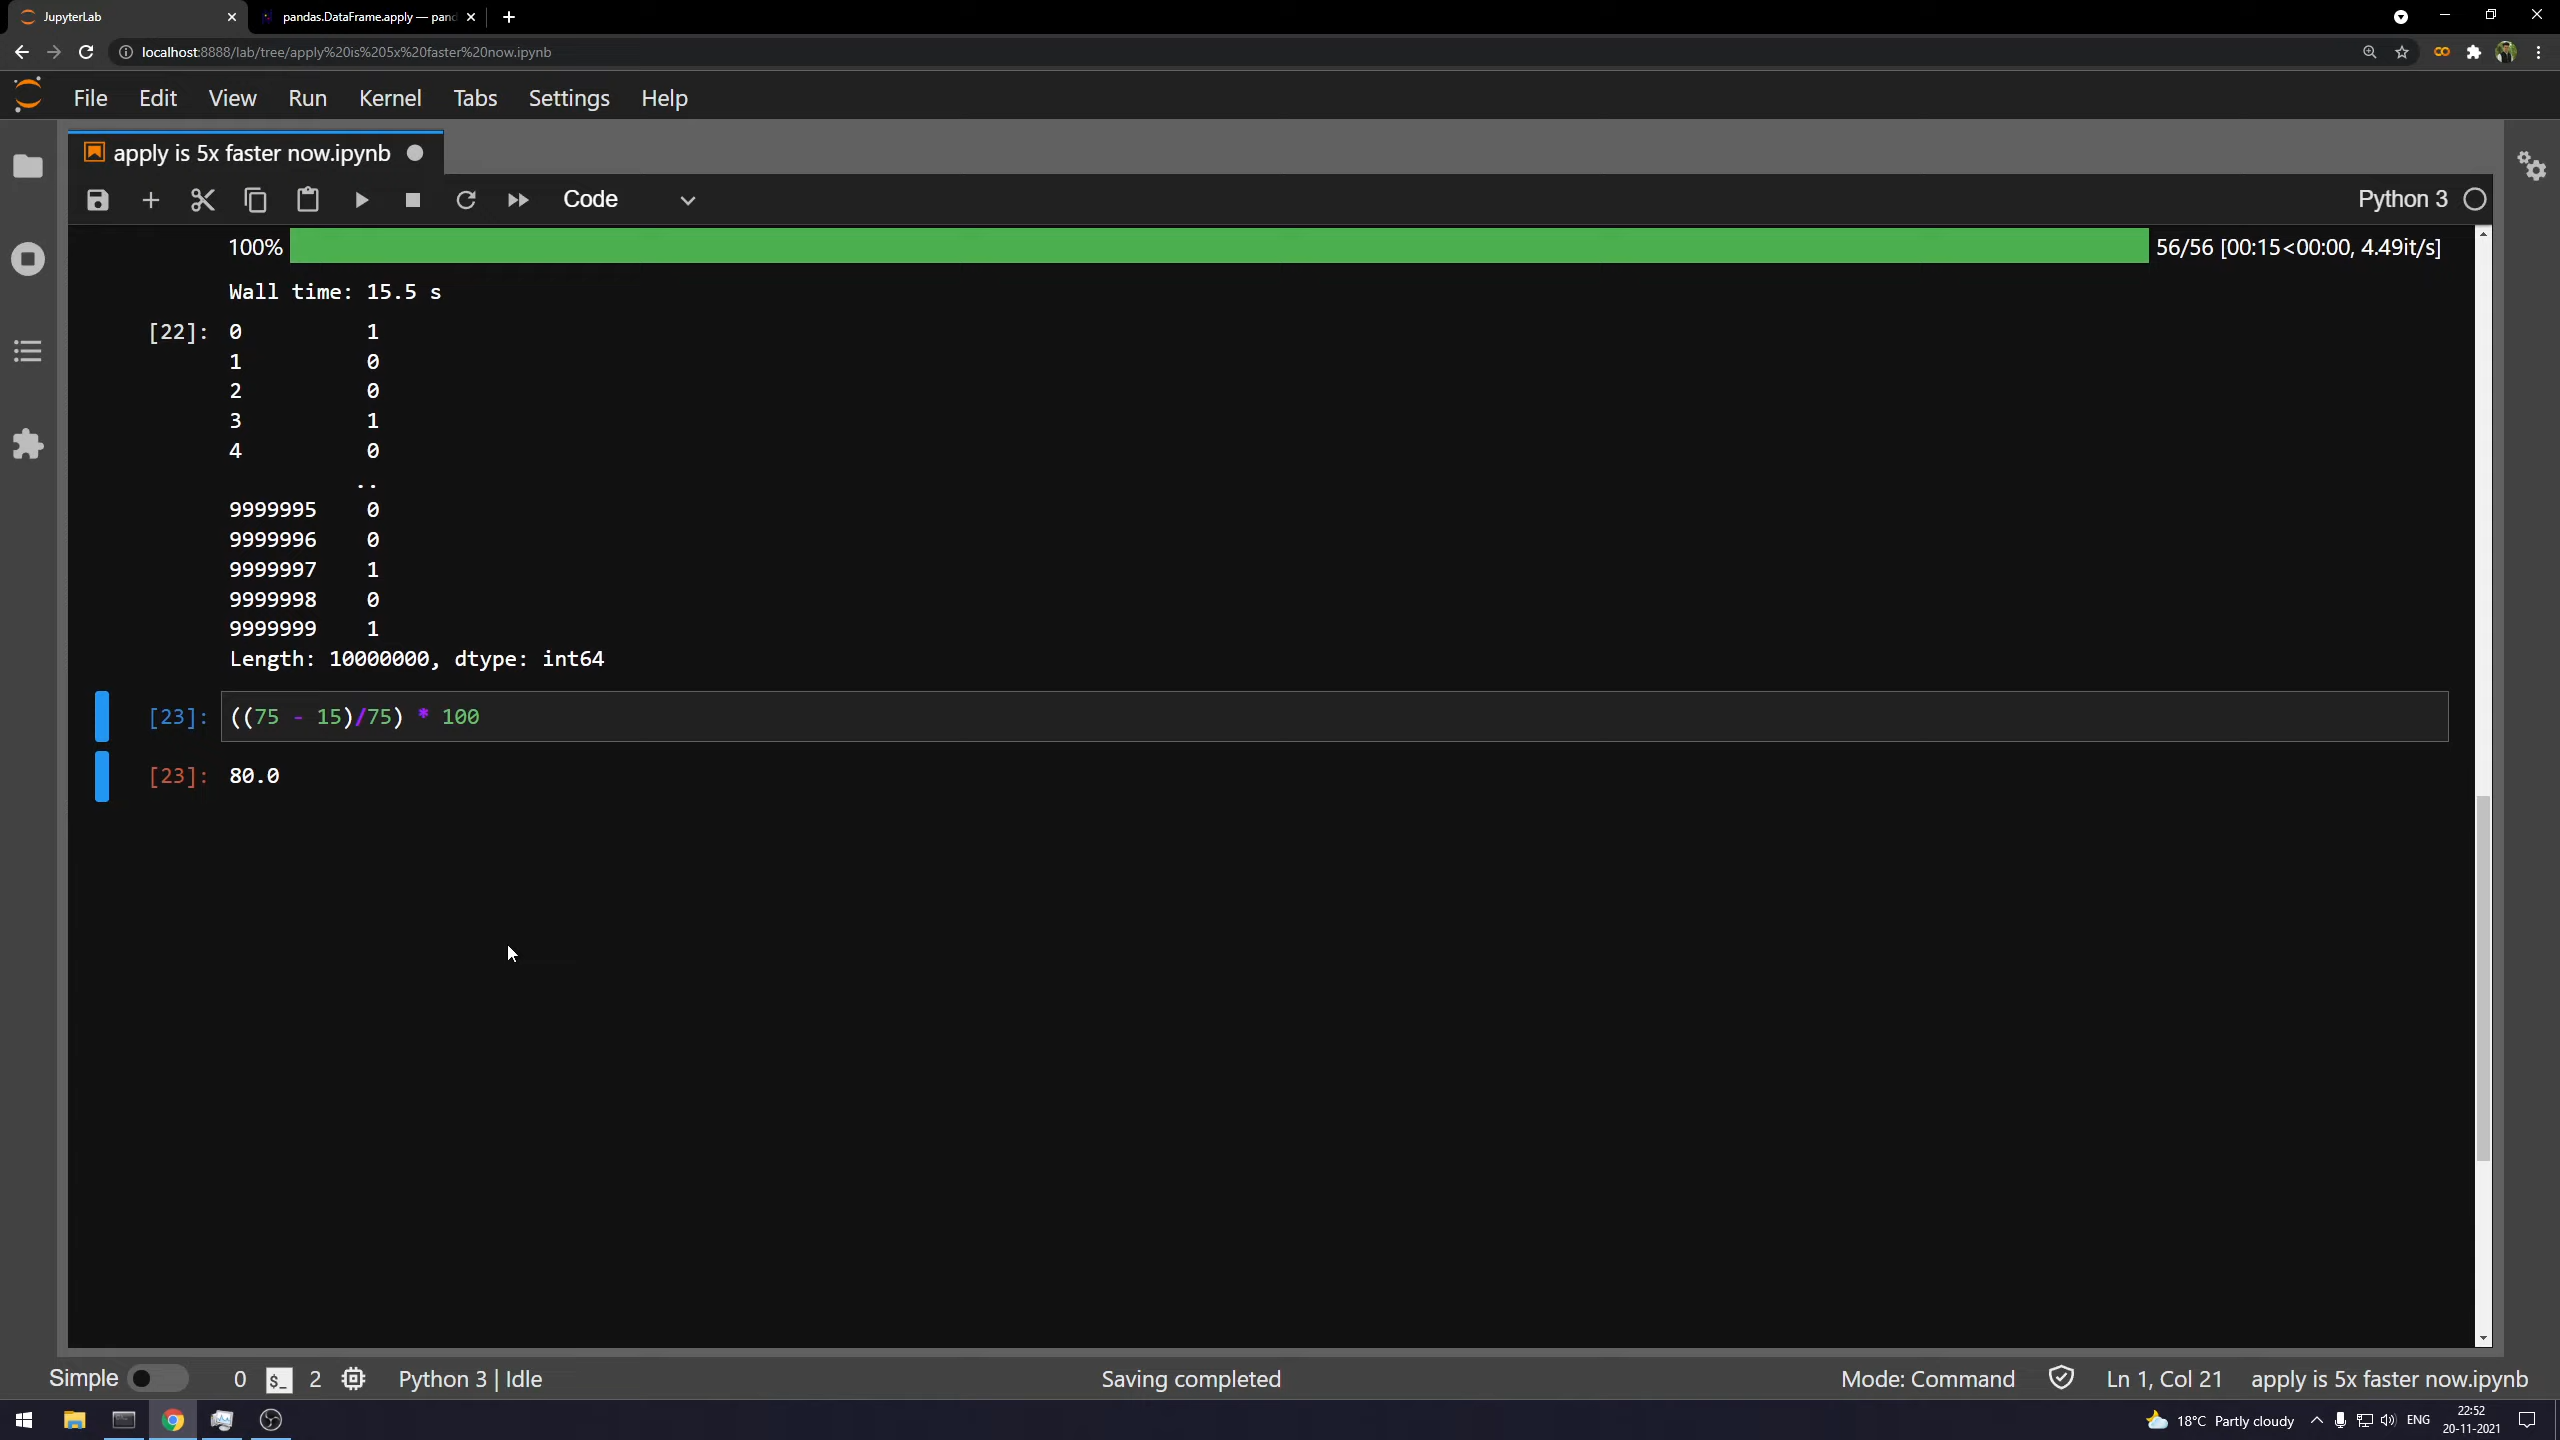 JupyterLab
pandas.DataFrame.apply — pand
localhost:8888/lab/tree/apply%20is%205x%20faster%20now.ipynb
File Edit View Run Kernel Tabs Settings Help
apply is 5x faster now.ipynb
Code
Python 3
100% 56/56 [00:15<00:00, 4.49it/s]
Wall time: 15.5 s
[22]: 0 1
1 0
2 0
3 1
4 0
..
9999995 0
9999996 0
9999997 1
9999998 0
9999999 1
Length: 10000000, dtype: int64
[23]: ((75 - 15)/75) * 100
[23]: 80.0
Simple 0 $_ 2 Python 3 | Idle Saving completed Mode: Command Ln 1, Col 21 apply is 5x faster now.ipynb
18°C Partly cloudy ENG 22:52
20-11-2021